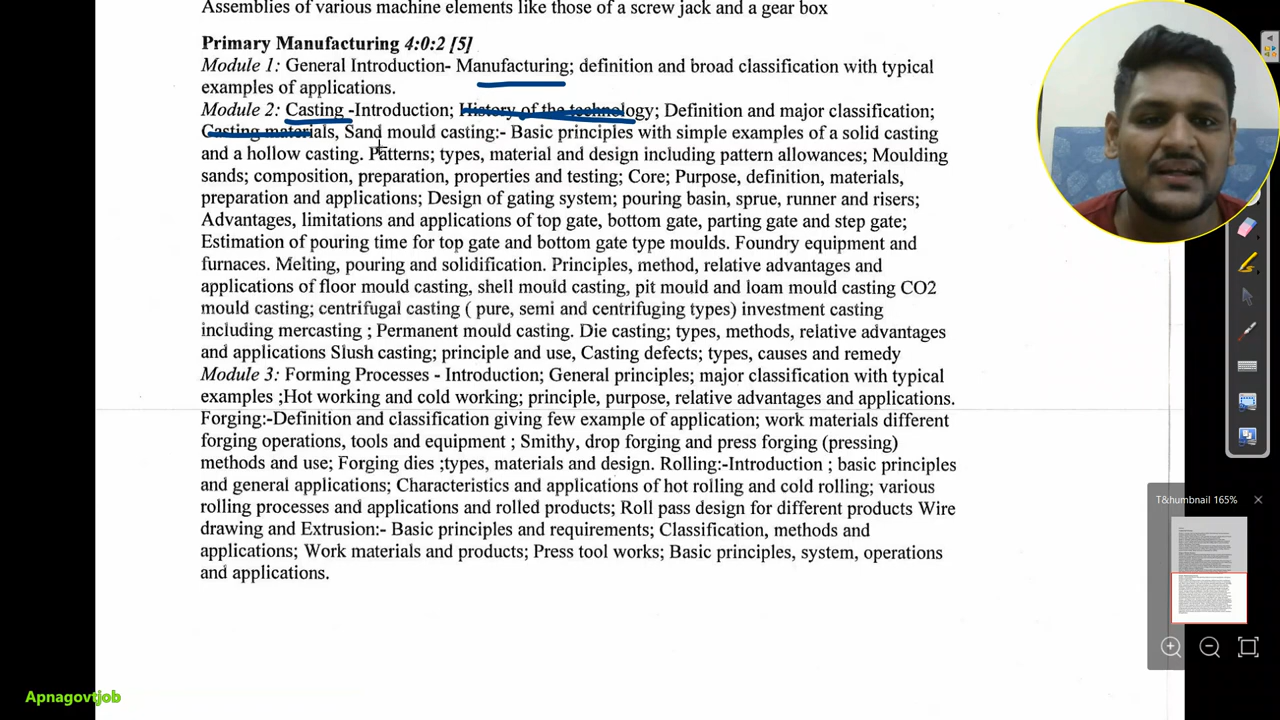 Assemblies of various machine elements like those of a screw jack and a gear box
Primary Manufacturing 4:0:2 [5]
Module 1: General Introduction- Manufacturing; definition and broad classification with typical
examples of applications.
Module 2: Casting -Introduction; History of the technology; Definition and major classification;
Casting materials, Sand mould casting:- Basic principles with simple examples of a solid casting
and a hollow casting. Patterns; types, material and design including pattern allowances; Moulding
sands; composition, preparation, properties and testing; Core; Purpose, definition, materials,
preparation and applications; Design of gating system; pouring basin, sprue, runner and risers;
Advantages, limitations and applications of top gate, bottom gate, parting gate and step gate;
Estimation of pouring time for top gate and bottom gate type moulds. Foundry equipment and
furnaces. Melting, pouring and solidification. Principles, method, relative advantages and
applications of floor mould casting, shell mould casting, pit mould and loam mould casting CO2
mould casting; centrifugal casting ( pure, semi and centrifuging types) investment casting
including mercasting ; Permanent mould casting. Die casting; types, methods, relative advantages
and applications Slush casting; principle and use, Casting defects; types, causes and remedy
Module 3: Forming Processes - Introduction; General principles; major classification with typical
examples ;Hot working and cold working; principle, purpose, relative advantages and applications.
Forging:-Definition and classification giving few example of application; work materials different
forging operations, tools and equipment ; Smithy, drop forging and press forging (pressing)
methods and use; Forging dies ;types, materials and design. Rolling:-Introduction ; basic principles
and general applications; Characteristics and applications of hot rolling and cold rolling; various
rolling processes and applications and rolled products; Roll pass design for different products Wire
drawing and Extrusion:- Basic principles and requirements; Classification, methods and
applications; Work materials and products; Press tool works; Basic principles, system, operations
and applications.
T&humbnail 165%
Apnagovtjob